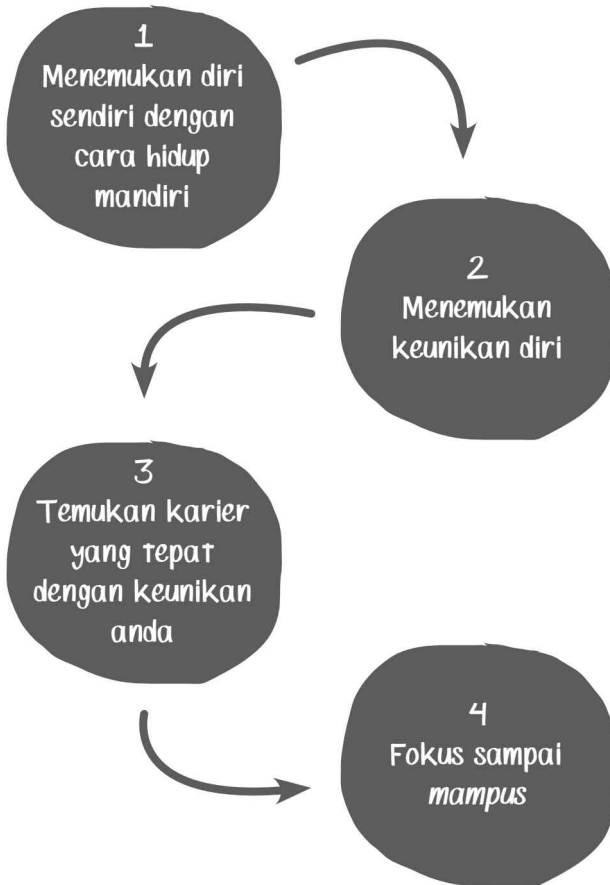 1
Menemukan diri
sendiri dengan
cara hidup
mandiri
2
Menemukan
keunikan diri
3
Temukan karier
yang tepat
dengan keunikan
anda
4
Fokus sampai
mampus